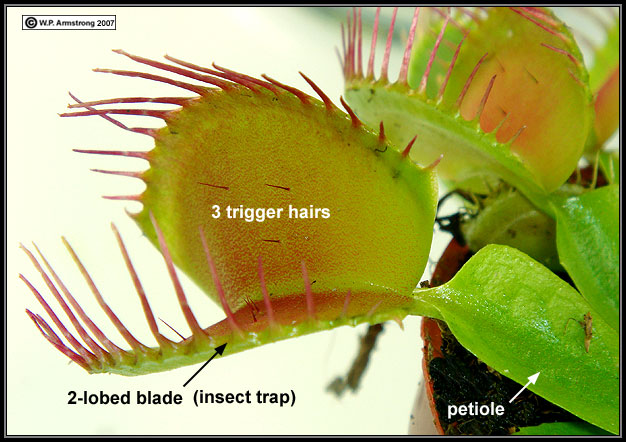 © W.P. Armstrong 2007
3 trigger hairs
2-lobed blade (insect trap)
petiole